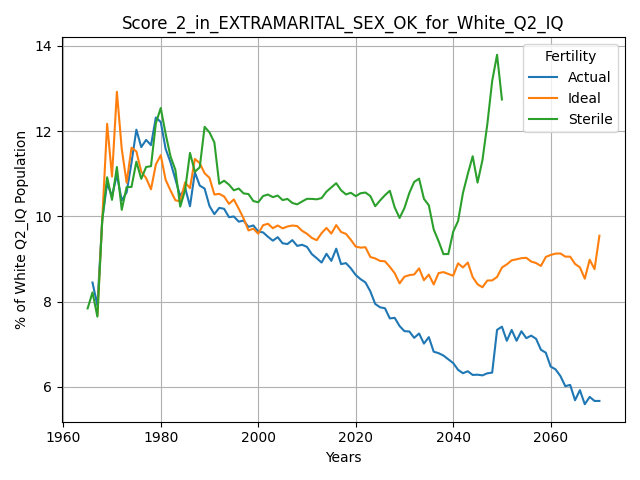 Score_2_in_EXTRAMARITAL_SEX_OK_for_White_Q2_IQ
Fertility
Actual
Ideal
Sterile
% of White Q2_IQ Population
14
12
10
8
6
1960 1980 2000 2020 2040 2060
Years